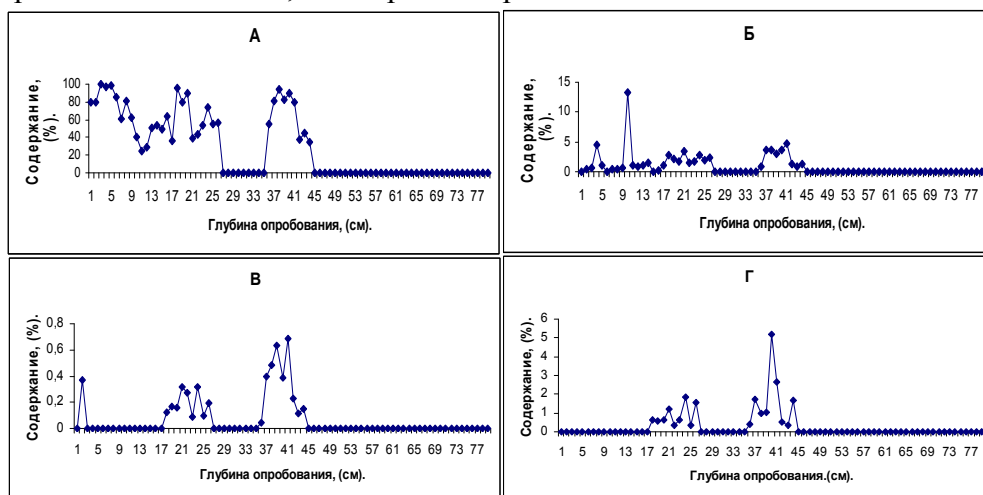 А
Содержание,
(%).
100
80
60
40
20
0
1 5 9 13 17 21 25 29 33 37 41 45 49 53 57 61 65 69 73 77
Глубина опробования, (см).
Б
Содержание,
(%).
15
10
5
0
1 5 9 13 17 21 25 29 33 37 41 45 49 53 57 61 65 69 73 77
Глубина опробования, (см).
В
Содержание, (%).
0,8
0,6
0,4
0,2
0
1 5 9 13 17 21 25 29 33 37 41 45 49 53 57 61 65 69 73 77
Глубина опробования, (см).
Г
Содержание, (%).
6
5
4
3
2
1
0
1 5 9 13 17 21 25 29 33 37 41 45 49 53 57 61 65 69 73 77
Глубина опробования.(см).